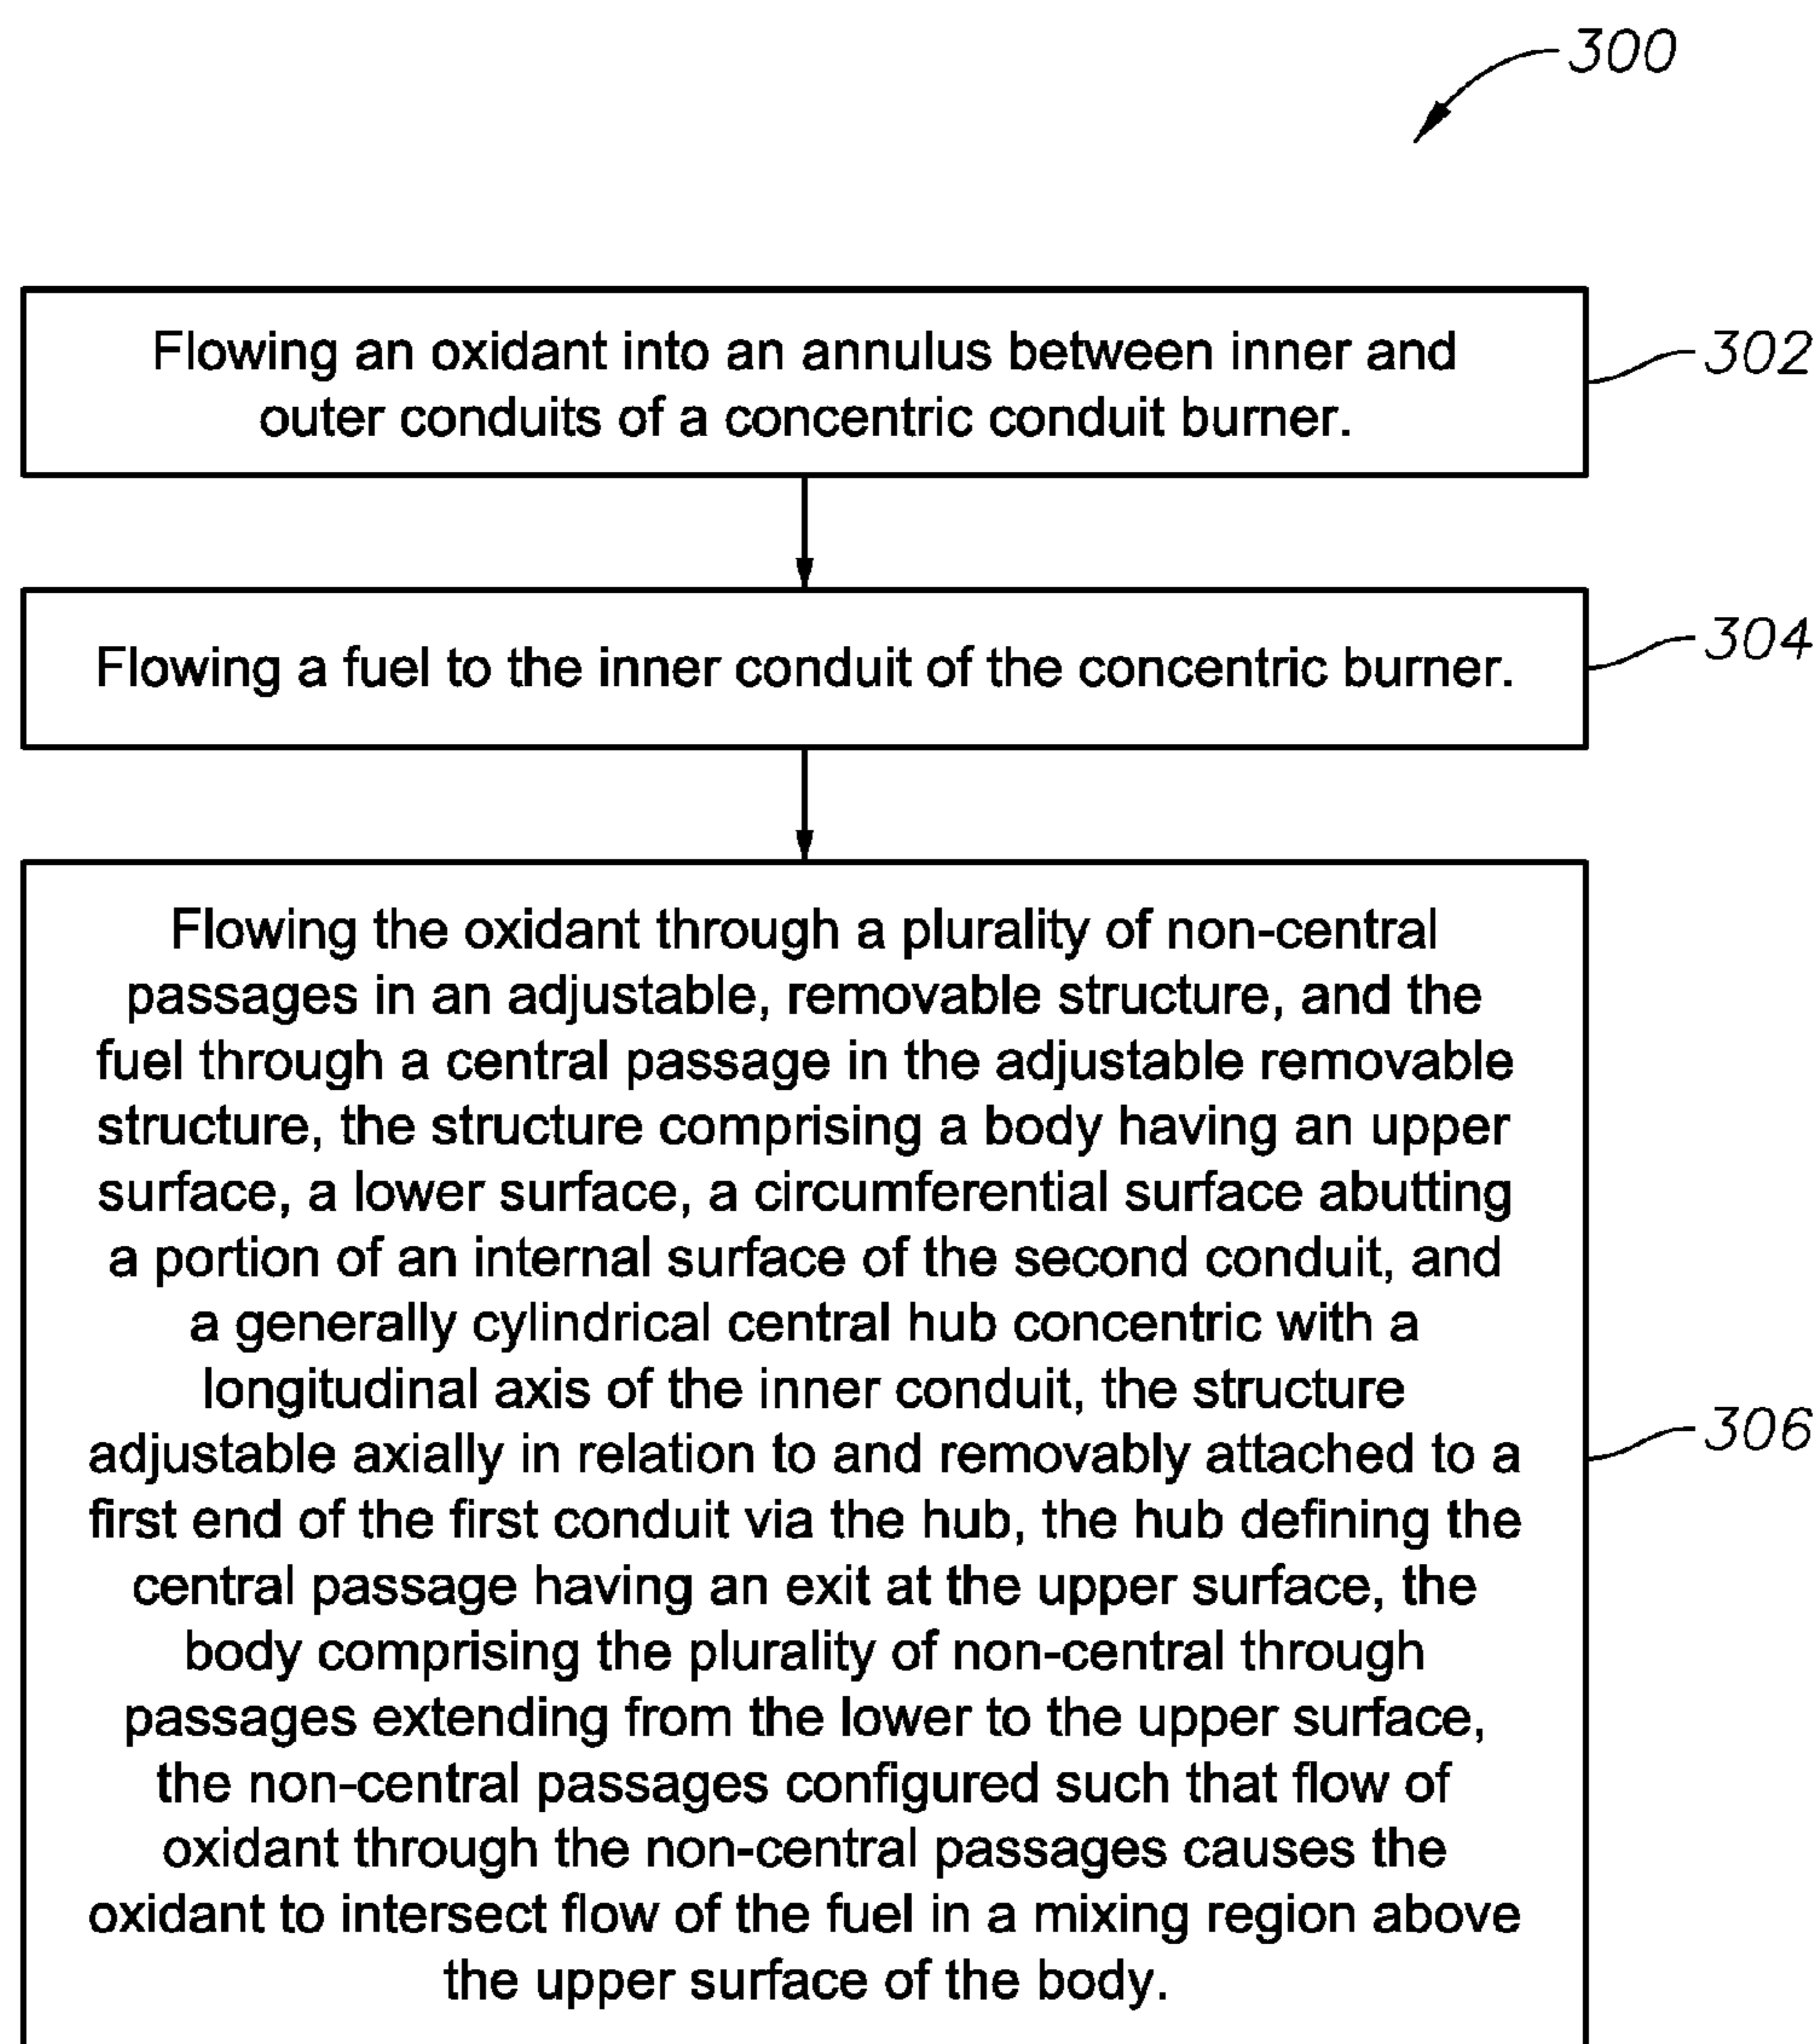 300
Flowing an oxidant into an annulus between inner and
outer conduits of a concentric conduit burner.
302
Flowing a fuel to the inner conduit of the concentric burner.
304
Flowing the oxidant through a plurality of non-central
passages in an adjustable, removable structure, and the
fuel through a central passage in the adjustable removable
structure, the structure comprising a body having an upper
surface, a lower surface, a circumferential surface abutting
a portion of an internal surface of the second conduit, and
a generally cylindrical central hub concentric with a
longitudinal axis of the inner conduit, the structure
adjustable axially in relation to and removably attached to a
first end of the first conduit via the hub, the hub defining the
central passage having an exit at the upper surface, the
body comprising the plurality of non-central through
passages extending from the lower to the upper surface,
the non-central passages configured such that flow of
oxidant through the non-central passages causes the
oxidant to intersect flow of the fuel in a mixing region above
the upper surface of the body.
306